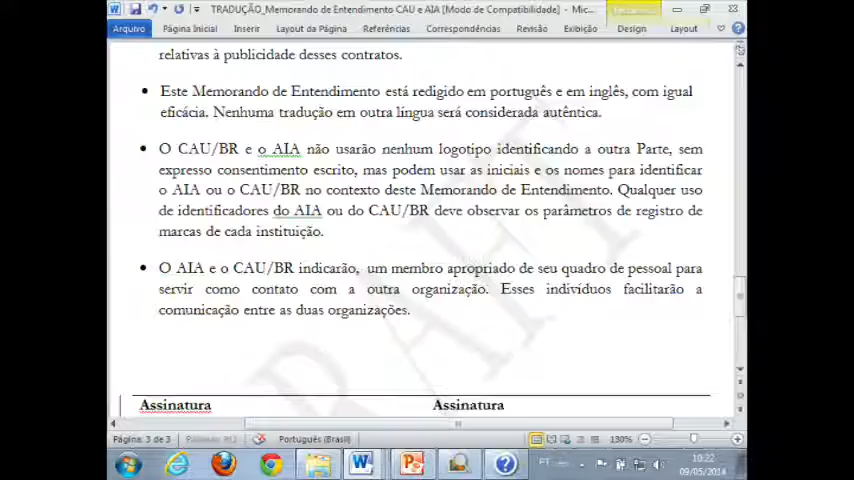 TRADUÇÃO_Memorando de Entendimento CAU e AIA [Modo de Compatibilidade] - Mic...
Arquivo Página Inicial Inserir Layout da Página Referências Correspondências Revisão Exibição Design Layout
relativas à publicidade desses contratos.
• Este Memorando de Entendimento está redigido em português e em inglês, com igual
eficácia. Nenhuma tradução em outra língua será considerada autêntica.
• O CAU/BR e o AIA não usarão nenhum logotipo identificando a outra Parte, sem
expresso consentimento escrito, mas podem usar as iniciais e os nomes para identificar
o AIA ou o CAU/BR no contexto deste Memorando de Entendimento. Qualquer uso
de identificadores do AIA ou do CAU/BR deve observar os parâmetros de registro de
marcas de cada instituição.
• O AIA e o CAU/BR indicarão, um membro apropriado de seu quadro de pessoal para
servir como contato com a outra organização. Esses indivíduos facilitarão a
comunicação entre as duas organizações.
DRAFT
Assinatura Assinatura
Página: 3 de 3 Português (Brasil) 130%
PT 10:22
09/05/2014